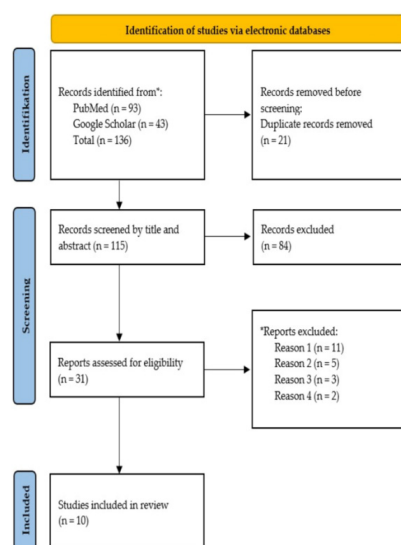 Identification of studies via electronic databases
Identifikation
Records identified from*:
PubMed (n = 93)
Google Scholar (n = 43)
Total (n = 136)
Records removed before
screening:
Duplicate records removed
(n = 21)
Screening
Records screened by title and
abstract (n = 115)
Records excluded
(n = 84)
Reports assessed for eligibility
(n = 31)
*Reports excluded:
Reason 1 (n = 11)
Reason 2 (n = 5)
Reason 3 (n = 3)
Reason 4 (n = 2)
Included
Studies included in review
(n = 10)